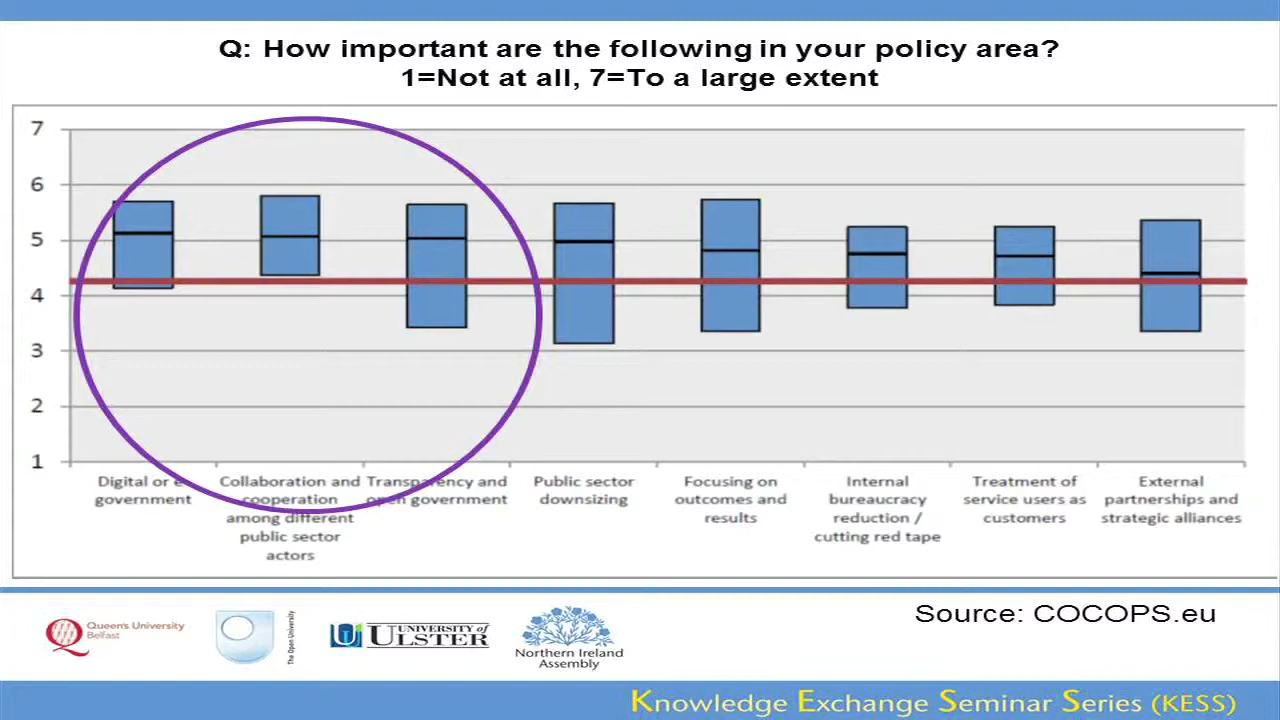 Q: How important are the following in your policy area?
1=Not at all, 7=To a large extent
7
6
5
4
3
2
1
Digital or e government
Collaboration and cooperation among different public sector actors
Transparency and open government
Public sector downsizing
Focusing on outcomes and results
Internal bureaucracy reduction / cutting red tape
Treatment of service users as customers
External partnerships and strategic alliances
Source: COCOPS.eu
Queen's University
Belfast
The Open University
UNIVERSITY of
ULSTER
Northern Ireland
Assembly
Knowledge Exchange Seminar Series (KESS)